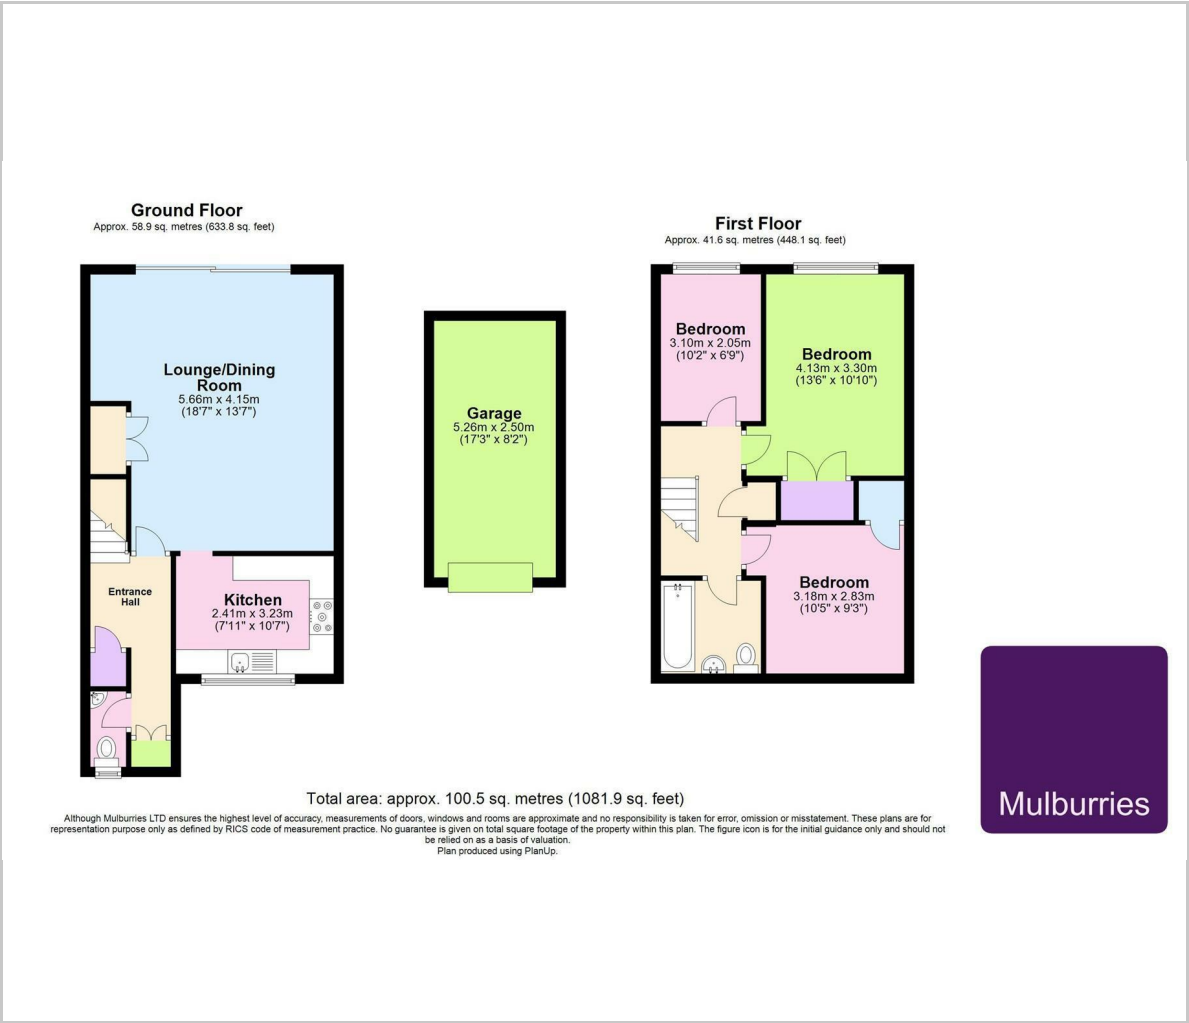 Ground Floor
Approx. 58.9 sq. metres (633.8 sq. feet)
First Floor
Approx. 41.6 sq. metres (448.1 sq. feet)
Lounge/Dining
Room
5.66m x 4.15m
(18'7" x 13'7")
Garage
5.26m x 2.50m
(17'3" x 8'2")
Bedroom
3.10m x 2.05m
(10'2" x 6'9")
Bedroom
4.13m x 3.30m
(13'6" x 10'10")
Entrance
Hall
Kitchen
2.41m x 3.23m
(7'11" x 10'7")
Bedroom
3.18m x 2.83m
(10'5" x 9'3")
Total area: approx. 100.5 sq. metres (1081.9 sq. feet)
Although Mulburries LTD ensures the highest level of accuracy, measurements of doors, windows and rooms are approximate and no responsibility is taken for error, omission or misstatement. These plans are for
representation purpose only as defined by RICS code of measurement practice. No guarantee is given on total square footage of the property within this plan. The figure icon is for the initial guidance only and should not
be relied on as a basis of valuation.
Plan produced using PlanUp.
Mulburries